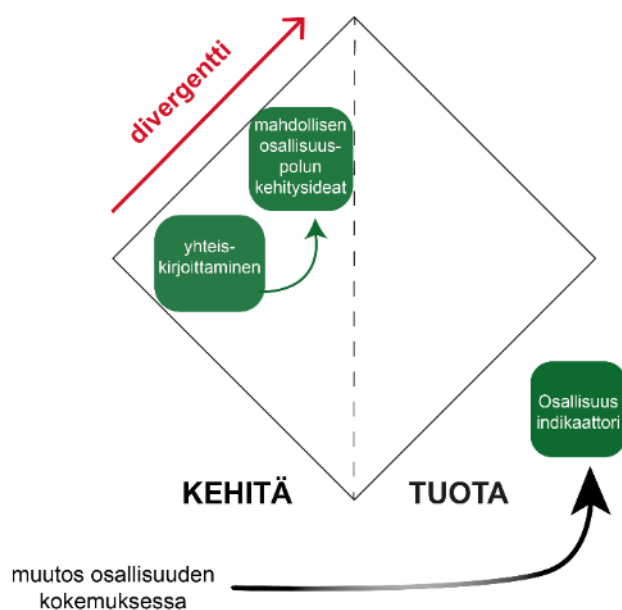 divergentti
mahdollisen
osallisuus-
polun
kehitysideat
yhteis-
kirjoittaminen
Osallisuus
indikaattori
KEHITÄ
TUOTA
muutos osallisuuden
kokemuksessa